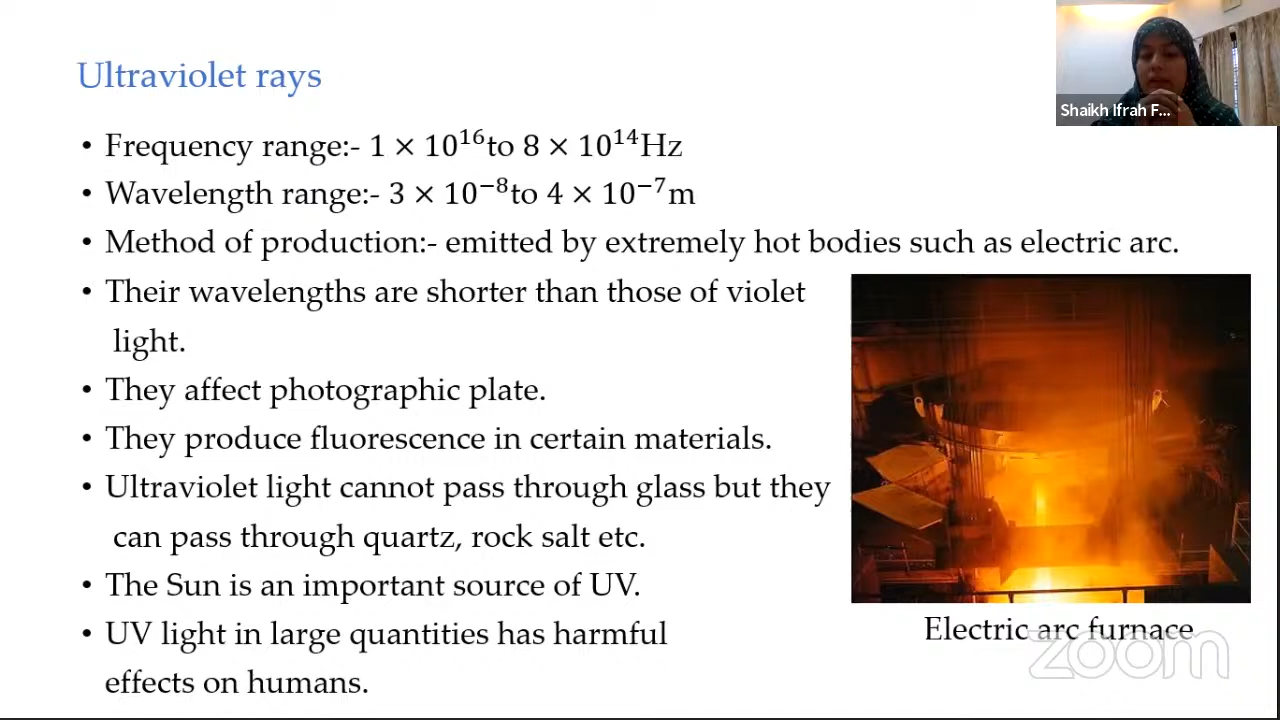 Ultraviolet rays
Shaikh Ifrah F...
• Frequency range:- 1 × 10¹⁶to 8 × 10¹⁴Hz
• Wavelength range:- 3 × 10⁻⁸to 4 × 10⁻⁷m
• Method of production:- emitted by extremely hot bodies such as electric arc.
• Their wavelengths are shorter than those of violet
light.
• They affect photographic plate.
• They produce fluorescence in certain materials.
• Ultraviolet light cannot pass through glass but they
can pass through quartz, rock salt etc.
• The Sun is an important source of UV.
• UV light in large quantities has harmful
effects on humans.
Electric arc furnace
zoom